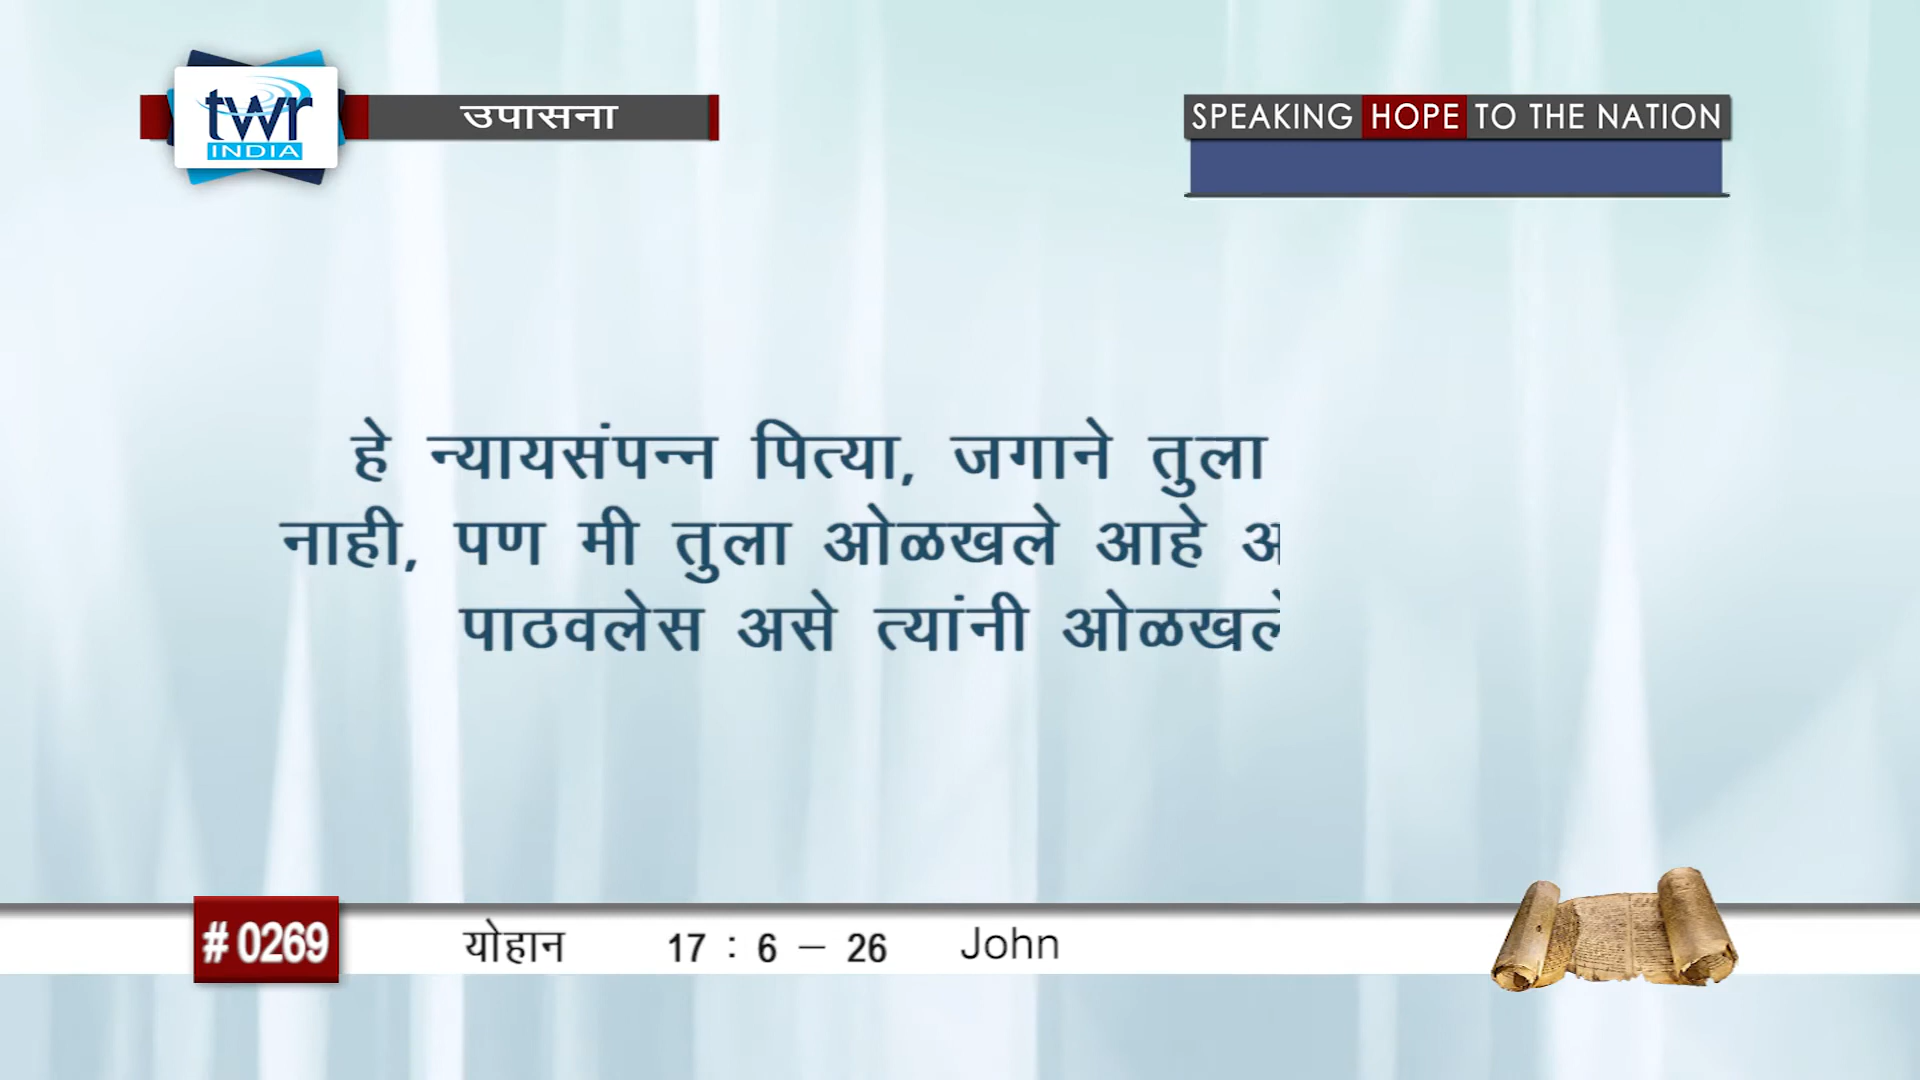 twr
INDIA
उपासना
SPEAKING HOPE TO THE NATION
हे न्यायसंपन्न पित्या, जगाने तुला
नाही, पण मी तुला ओळखले आहे
पाठवलेस असे त्यांनी ओळखले
# 0269 योहान 17 : 6 – 26 John